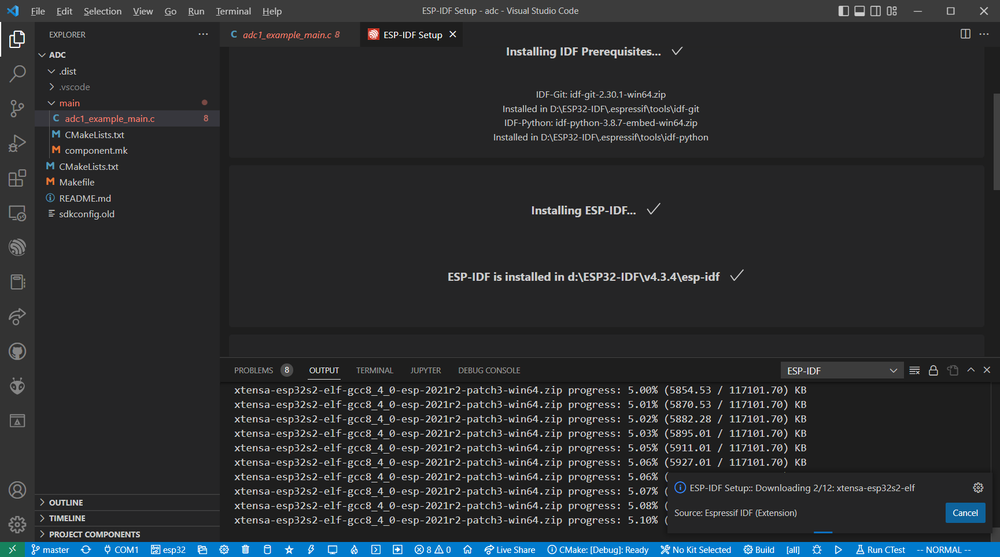 File Edit Selection View Go Run Terminal Help
ESP-IDF Setup - adc - Visual Studio Code
EXPLORER
ADC
.dist
.vscode
main
adc1_example_main.c 8
CMakeLists.txt
component.mk
CMakeLists.txt
Makefile
README.md
sdkconfig.old
OUTLINE
TIMELINE
PROJECT COMPONENTS
adc1_example_main.c 8
ESP-IDF Setup
Installing IDF Prerequisites...
IDF-Git: idf-git-2.30.1-win64.zip
Installed in D:\ESP32-IDF\.espressif\tools\idf-git
IDF-Python: idf-python-3.8.7-embed-win64.zip
Installed in D:\ESP32-IDF\.espressif\tools\idf-python
Installing ESP-IDF...
ESP-IDF is installed in d:\ESP32-IDF\v4.3.4\esp-idf
PROBLEMS 8 OUTPUT TERMINAL JUPYTER DEBUG CONSOLE
ESP-IDF
xtensa-esp32s2-elf-gcc8_4_0-esp-2021r2-patch3-win64.zip progress: 5.00% (5854.53 / 117101.70) KB
xtensa-esp32s2-elf-gcc8_4_0-esp-2021r2-patch3-win64.zip progress: 5.01% (5870.53 / 117101.70) KB
xtensa-esp32s2-elf-gcc8_4_0-esp-2021r2-patch3-win64.zip progress: 5.02% (5882.28 / 117101.70) KB
xtensa-esp32s2-elf-gcc8_4_0-esp-2021r2-patch3-win64.zip progress: 5.03% (5895.01 / 117101.70) KB
xtensa-esp32s2-elf-gcc8_4_0-esp-2021r2-patch3-win64.zip progress: 5.05% (5911.01 / 117101.70) KB
xtensa-esp32s2-elf-gcc8_4_0-esp-2021r2-patch3-win64.zip progress: 5.06% (5927.01 / 117101.70) KB
xtensa-esp32s2-elf-gcc8_4_0-esp-2021r2-patch3-win64.zip progress: 5.06% (
xtensa-esp32s2-elf-gcc8_4_0-esp-2021r2-patch3-win64.zip progress: 5.07% (
xtensa-esp32s2-elf-gcc8_4_0-esp-2021r2-patch3-win64.zip progress: 5.08% (
xtensa-esp32s2-elf-gcc8_4_0-esp-2021r2-patch3-win64.zip progress: 5.10% (
ESP-IDF Setup:: Downloading 2/12: xtensa-esp32s2-elf
Source: Espressif IDF (Extension)
Cancel
master COM1 esp32 8 0 Live Share CMake: [Debug]: Ready No Kit Selected Build [all] Run CTest -- NORMAL --